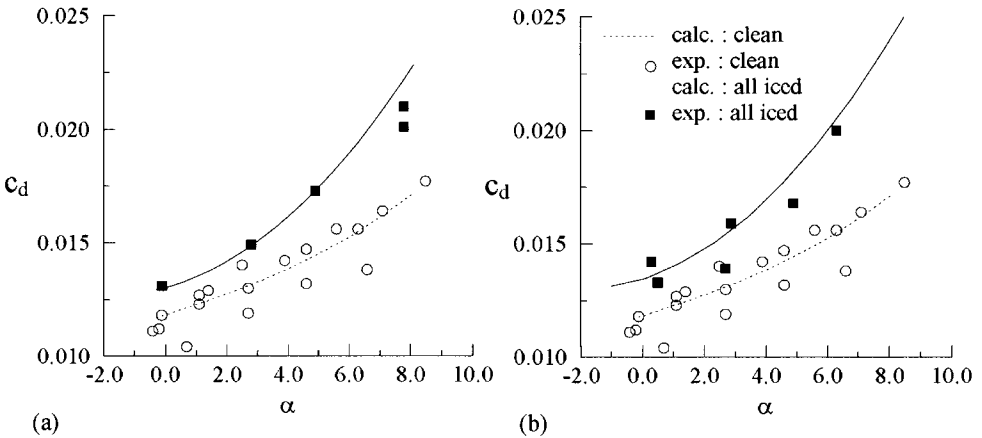 0.025
0.020
c_d
0.015
0.010
-2.0 0.0 2.0 4.0 6.0 8.0 10.0
α
(a)
0.025
calc. : clean
exp. : clean
calc. : all iced
exp. : all iced
0.020
c_d
0.015
0.010
-2.0 0.0 2.0 4.0 6.0 8.0 10.0
α
(b)